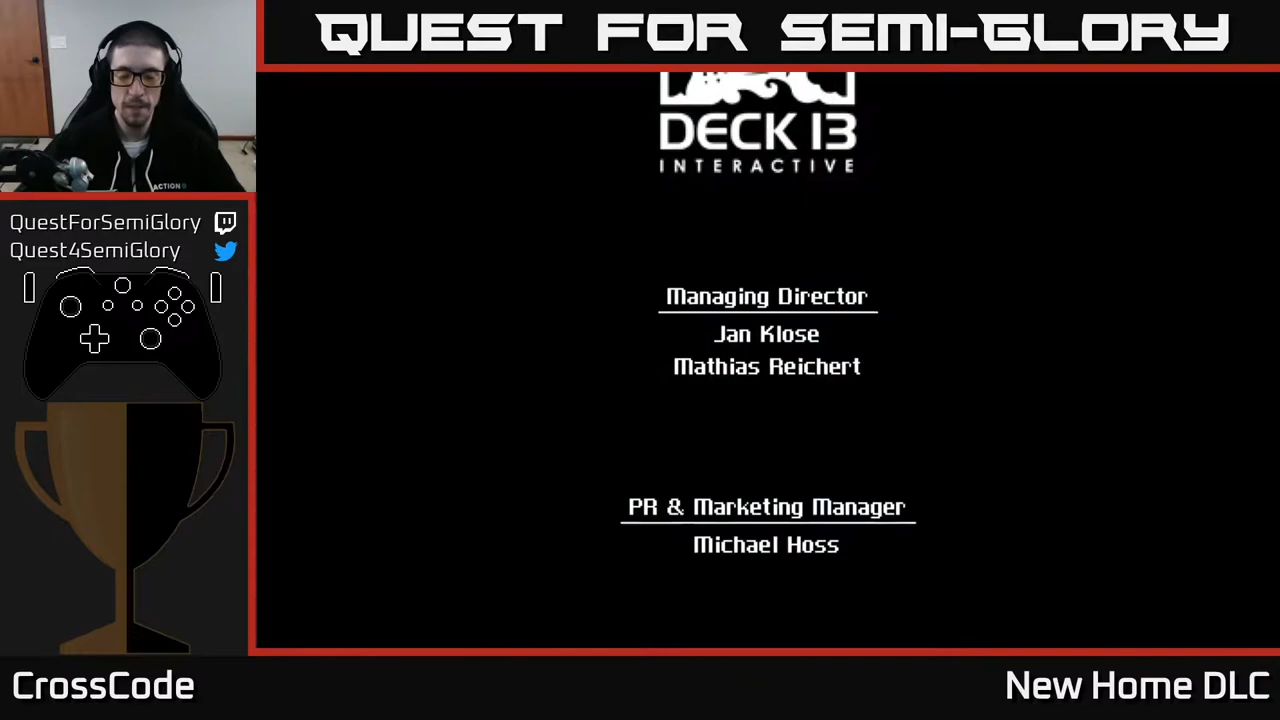 QUEST FOR SEMI-GLORY
QuestForSemiGlory
Quest4SemiGlory
ACTION
DECK 13
INTERACTIVE
Managing Director
Jan Klose
Mathias Reichert
PR & Marketing Manager
Michael Hoss
CrossCode
New Home DLC